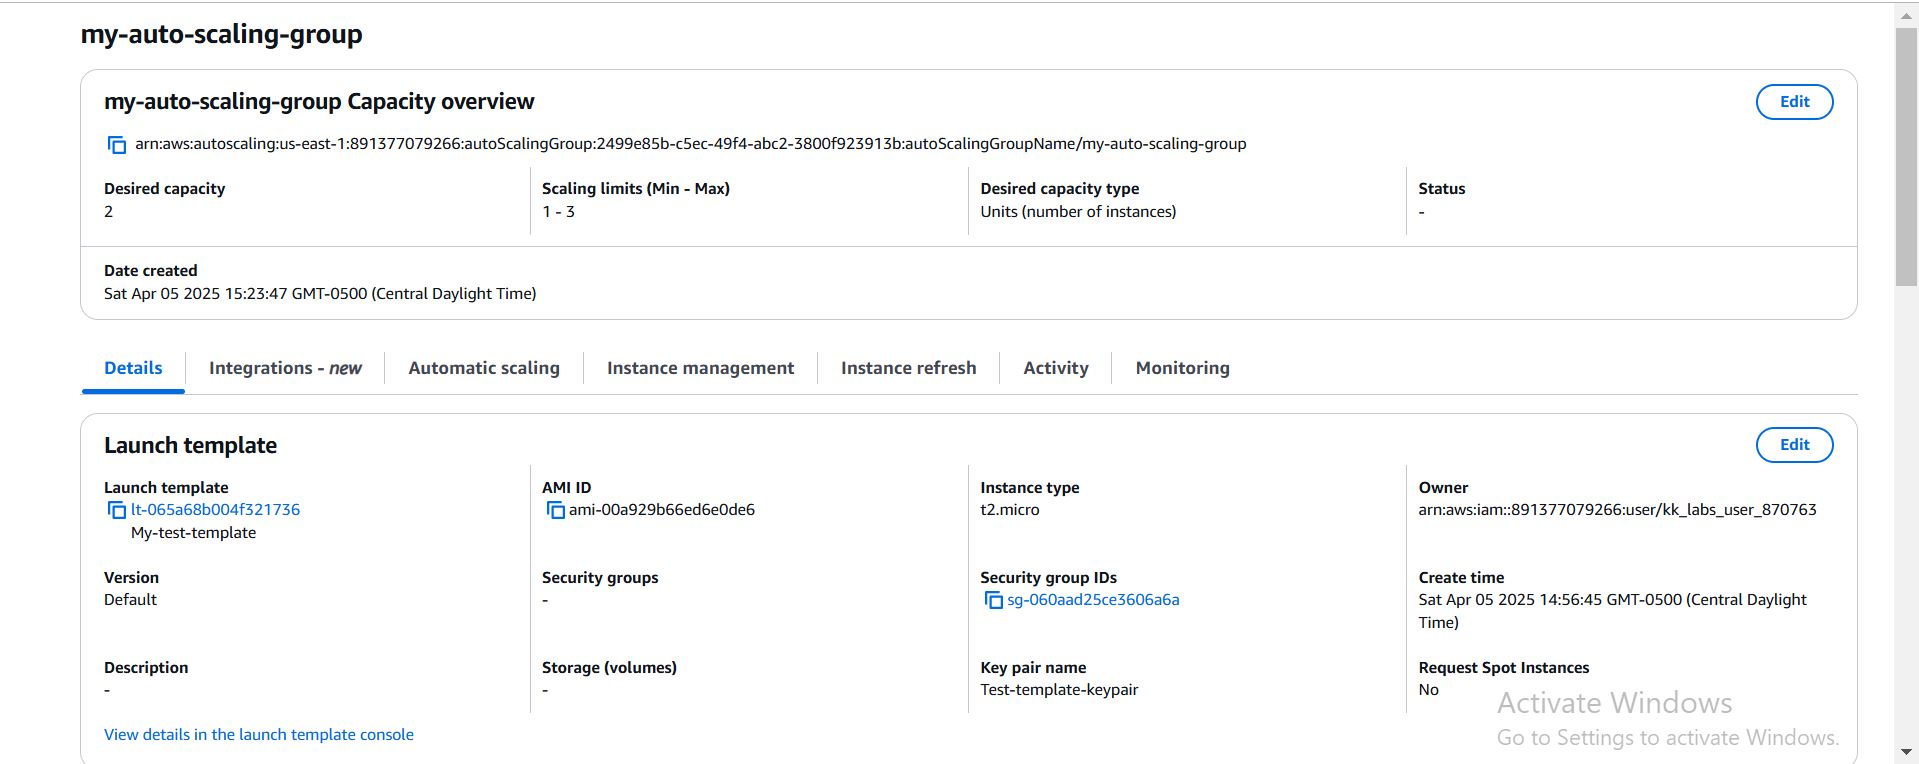 my-auto-scaling-group
my-auto-scaling-group Capacity overview
Edit
arn:aws:autoscaling:us-east-1:891377079266:autoScalingGroup:2499e85b-c5ec-49f4-abc2-3800f923913b:autoScalingGroupName/my-auto-scaling-group
Desired capacity
2
Scaling limits (Min - Max)
1 - 3
Desired capacity type
Units (number of instances)
Status
-
Date created
Sat Apr 05 2025 15:23:47 GMT-0500 (Central Daylight Time)
Details
Integrations - new
Automatic scaling
Instance management
Instance refresh
Activity
Monitoring
Launch template
Edit
Launch template
lt-065a68b004f321736
My-test-template
AMI ID
ami-00a929b66ed6e0de6
Instance type
t2.micro
Owner
arn:aws:iam::891377079266:user/kk_labs_user_870763
Version
Default
Security groups
-
Security group IDs
sg-060aad25ce3606a6a
Create time
Sat Apr 05 2025 14:56:45 GMT-0500 (Central Daylight
Time)
Description
-
Storage (volumes)
-
Key pair name
Test-template-keypair
Request Spot Instances
No
View details in the launch template console
Activate Windows
Go to Settings to activate Windows.